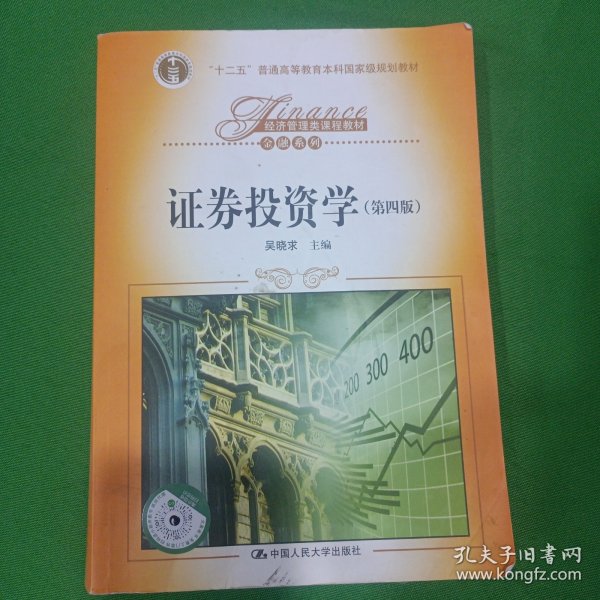 十二五
"十二五"普通高等教育本科国家级规划教材
Finance
经济管理类课程教材
金融系列
证券投资学(第四版)
吴晓求 主编
200 300 400
中国人民大学出版社
孔夫子旧书网
www.kongfz.com